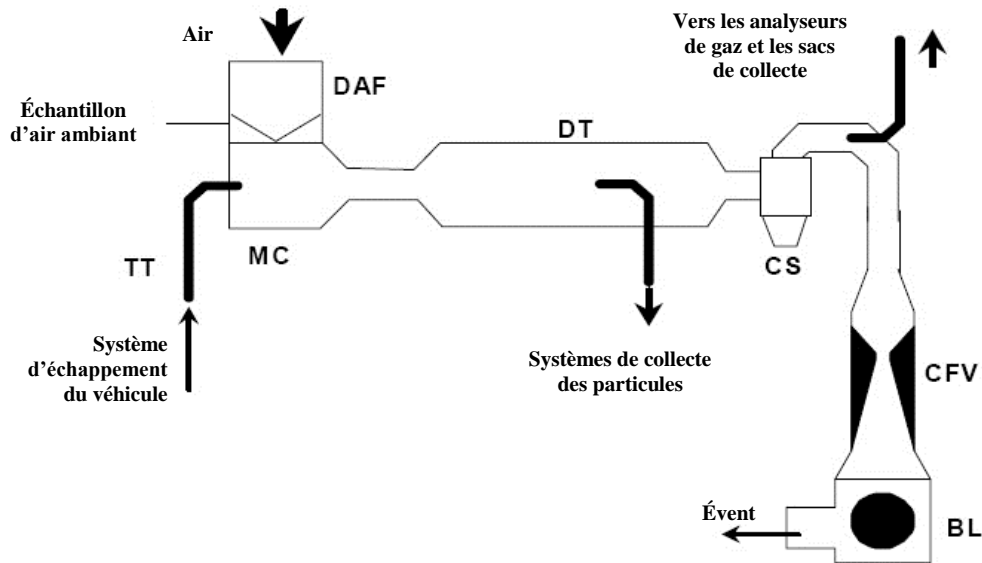 Air
DAF
Échantillon
d'air ambiant
Vers les analyseurs
de gaz et les sacs
de collecte
DT
TT
MC
CS
Système
d'échappement
du véhicule
Systèmes de collecte
des particules
CFV
Évent
BL